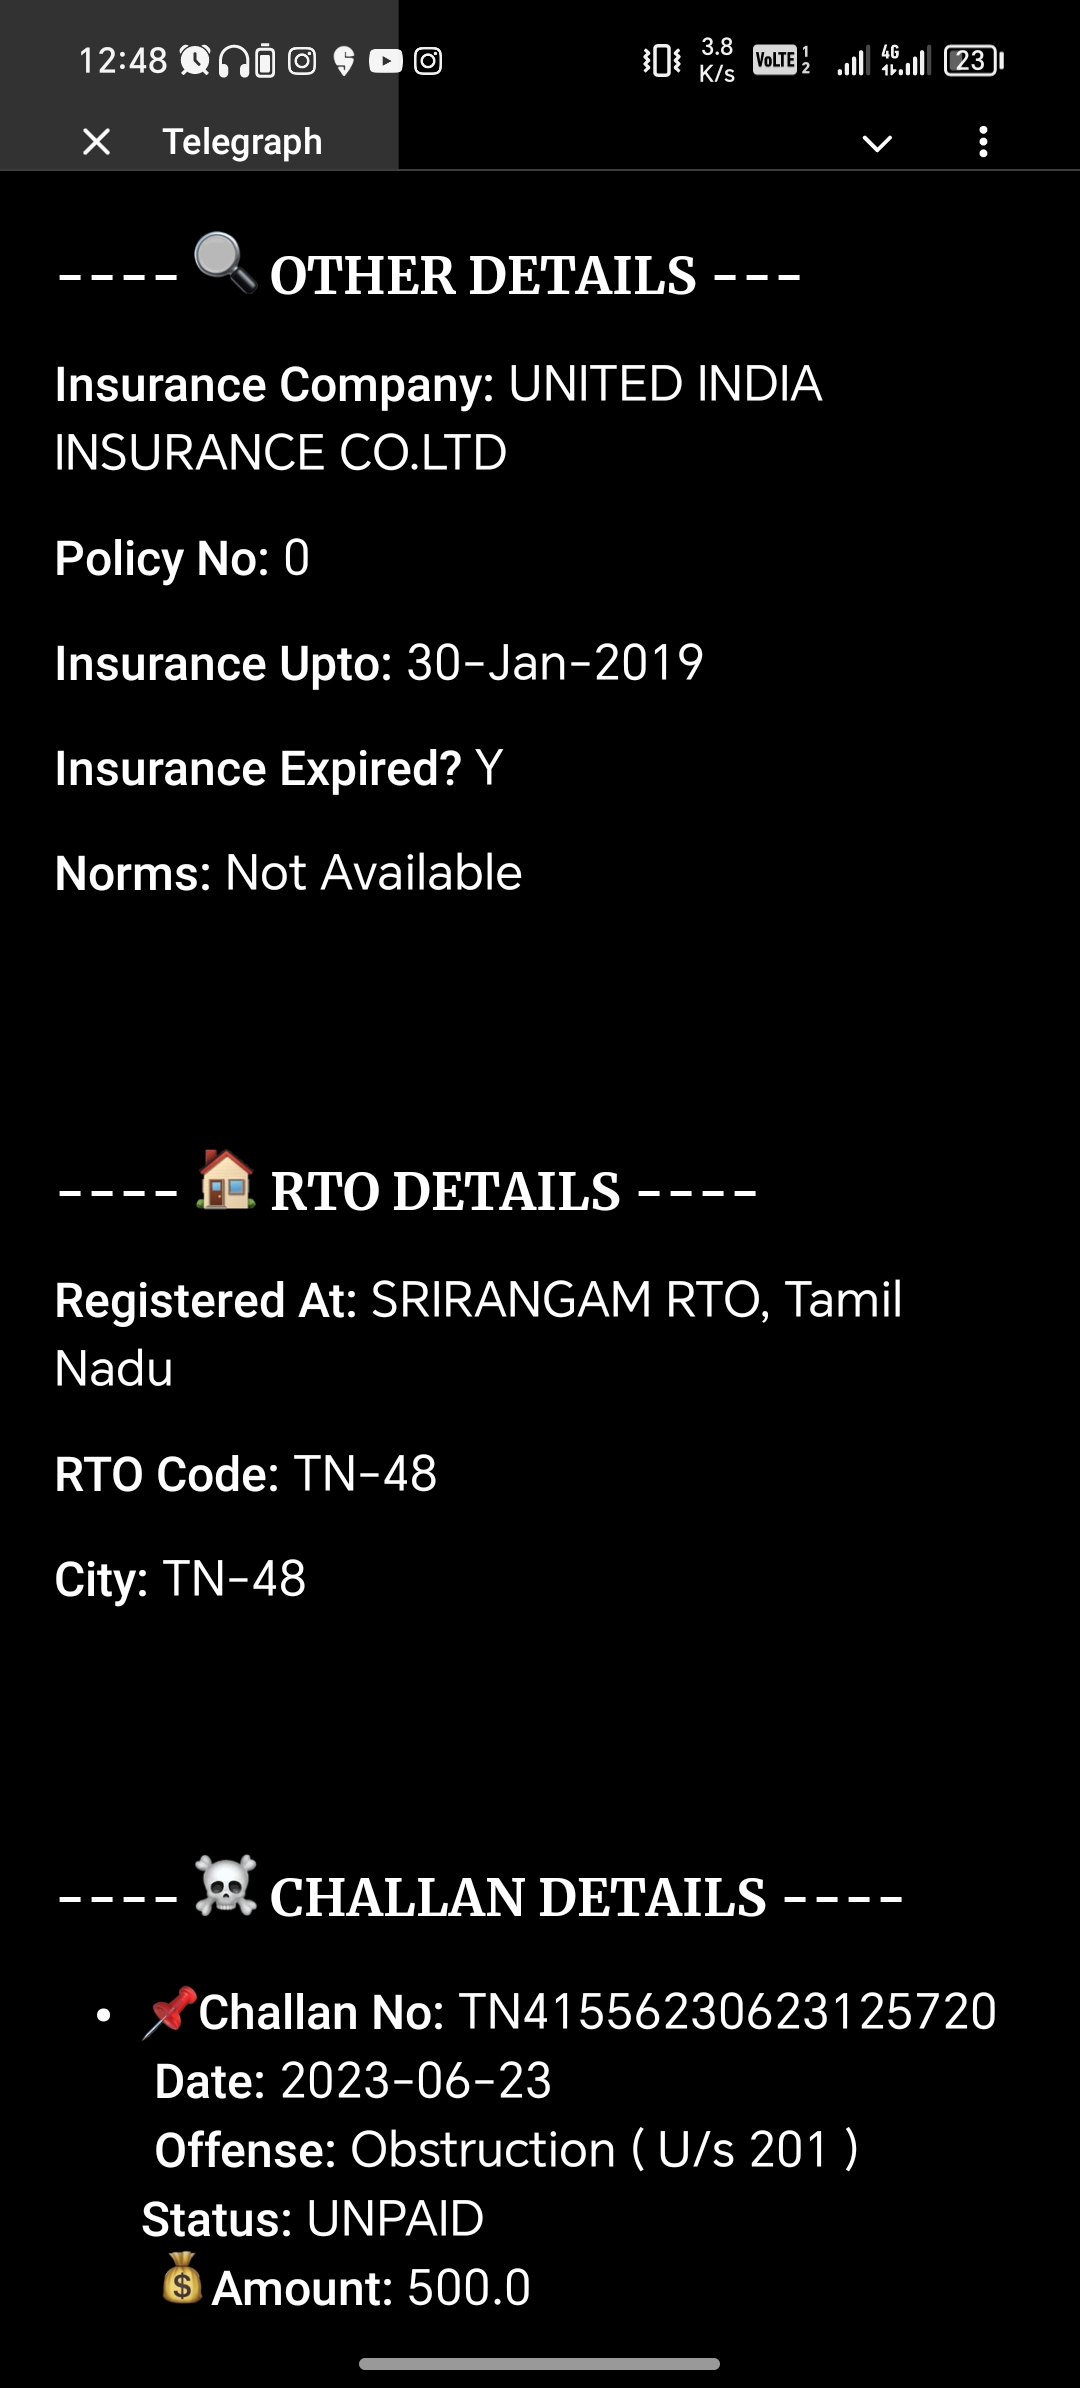 12:48 3.8 K/s VoLTE 1 2 4G 23
Telegraph
---- OTHER DETAILS ---
Insurance Company: UNITED INDIA
INSURANCE CO.LTD
Policy No: 0
Insurance Upto: 30-Jan-2019
Insurance Expired? Y
Norms: Not Available
---- RTO DETAILS ----
Registered At: SRIRANGAM RTO, Tamil
Nadu
RTO Code: TN-48
City: TN-48
---- CHALLAN DETAILS ----
• Challan No: TN41556230623125720
Date: 2023-06-23
Offense: Obstruction ( U/s 201 )
Status: UNPAID
Amount: 500.0